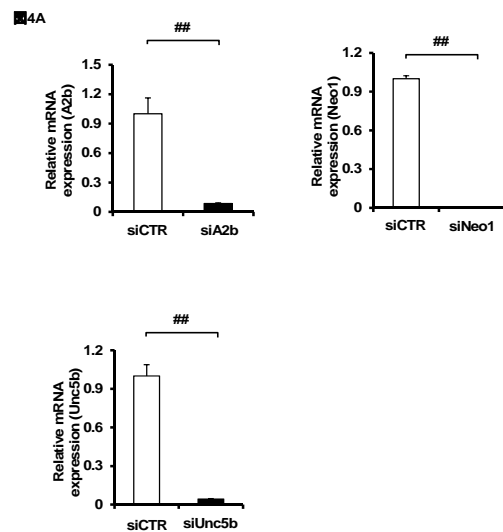 4A
##
Relative mRNA
expression (A2b)
1.5
1.2
0.9
0.6
0.3
0
siCTR siA2b
##
Relative mRNA
expression (Neo1)
1.2
0.9
0.6
0.3
0
siCTR siNeo1
##
Relative mRNA
expression (Unc5b)
1.2
0.9
0.6
0.3
0
siCTR siUnc5b